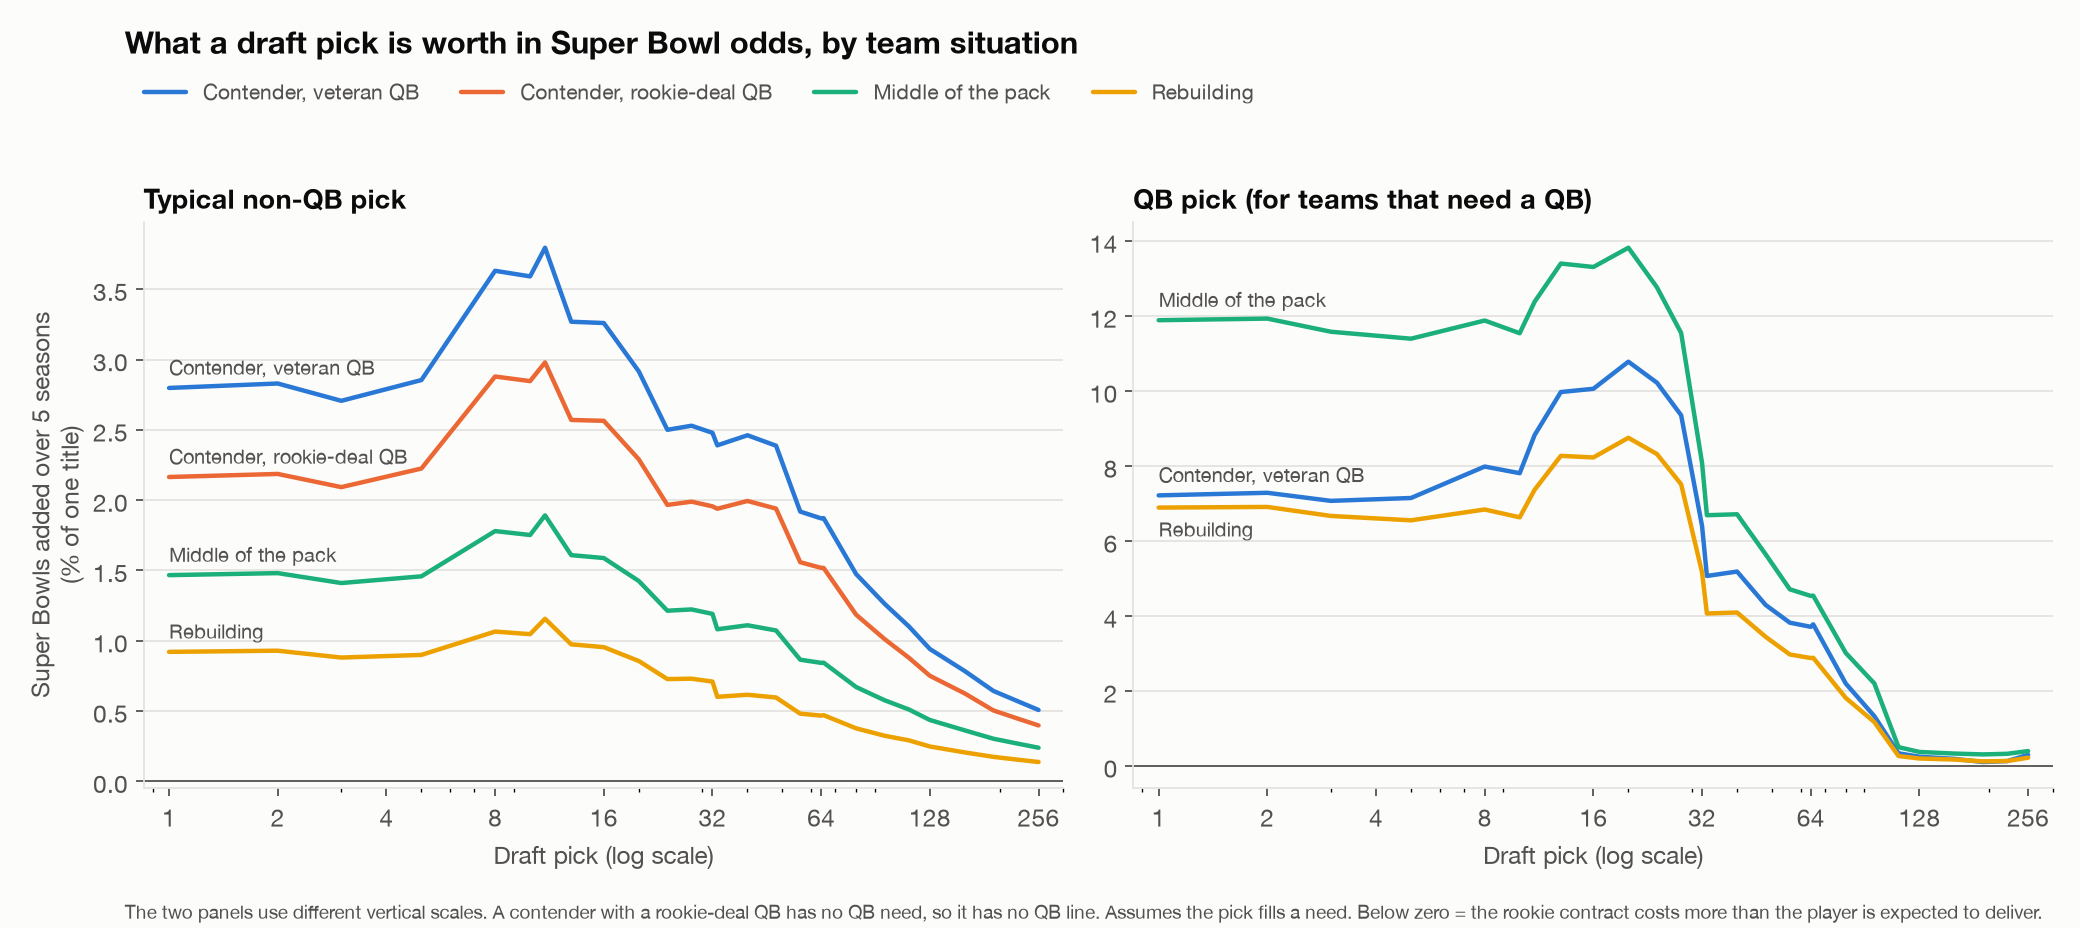 What a draft pick is worth in Super Bowl odds, by team situation
Contender, veteran QB
Contender, rookie-deal QB
Middle of the pack
Rebuilding
Typical non-QB pick
Super Bowls added over 5 seasons
(% of one title)
3.5
3.0
2.5
2.0
1.5
1.0
0.5
0.0
Contender, veteran QB
Contender, rookie-deal QB
Middle of the pack
Rebuilding
1 2 4 8 16 32 64 128 256
Draft pick (log scale)
QB pick (for teams that need a QB)
14
12
10
8
6
4
2
0
Middle of the pack
Contender, veteran QB
Rebuilding
1 2 4 8 16 32 64 128 256
Draft pick (log scale)
The two panels use different vertical scales. A contender with a rookie-deal QB has no QB need, so it has no QB line. Assumes the pick fills a need. Below zero = the rookie contract costs more than the player is expected to deliver.